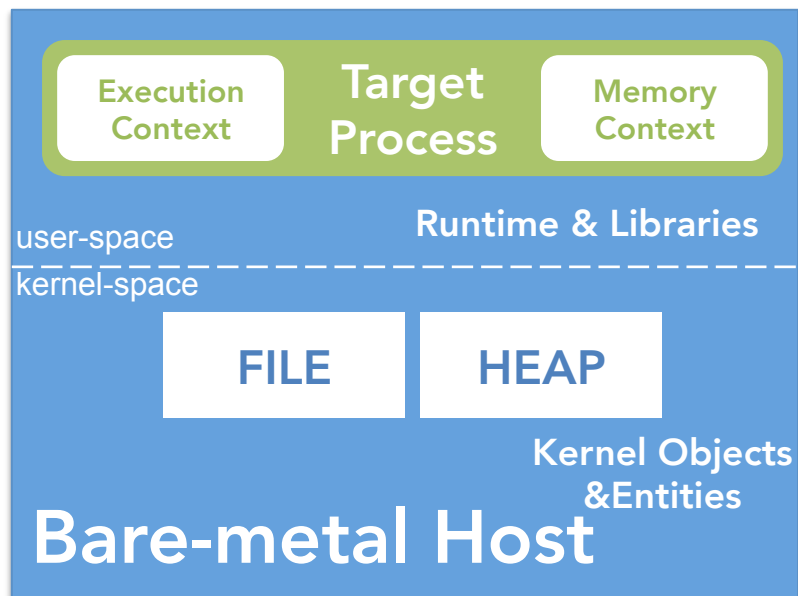 Execution
Context
Target
Process
Memory
Context
Runtime & Libraries
user-space
kernel-space
FILE
HEAP
Kernel Objects
&Entities
Bare-metal Host